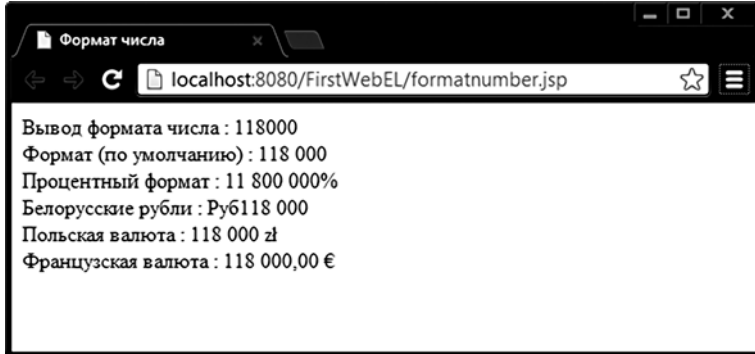 Формат числа
localhost:8080/FirstWebEL/formatnumber.jsp
Вывод формата числа : 118000
Формат (по умолчанию) : 118 000
Процентный формат : 11 800 000%
Белорусские рубли : Руб118 000
Польская валюта : 118 000 zł
Французская валюта : 118 000,00 €